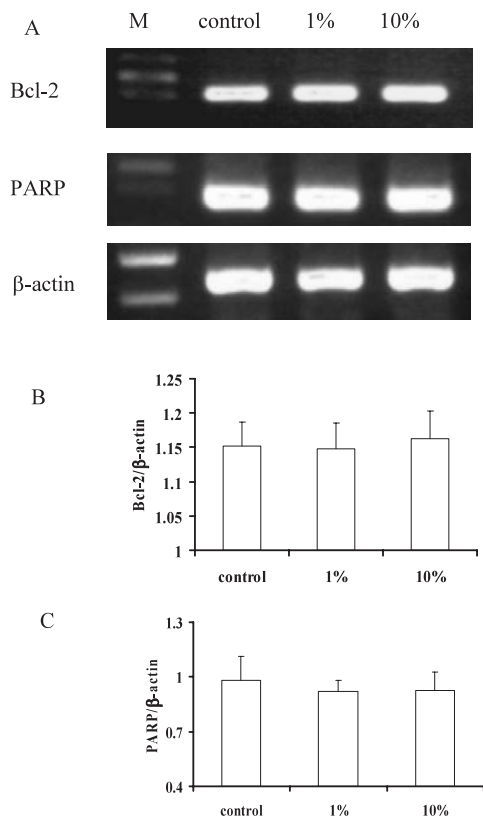 A
M control 1% 10%
Bcl-2
PARP
β-actin
B
Bcl-2/β-actin
1.25
1.2
1.15
1.1
1.05
1
control 1% 10%
C
PARP/β-actin
1.3
1
0.7
0.4
control 1% 10%